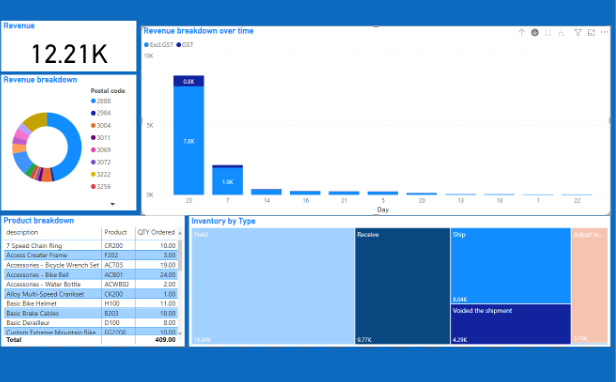 Revenue
12.21K
Revenue breakdown over time
Excl.GST GST
10K
5K
0K
0.8K
7.8K
1.9K
23 7 14 16 21 5 20 13 18 1 22
Day
Revenue breakdown
Postal code
2888
2984
3004
3011
3069
3072
3222
3256
Product breakdown
description Product QTY Ordered
7 Speed Chain Ring CR200 10.00
Access Creater Frame F202 3.00
Accessories - Bicycle Wrench Set ACT03 19.00
Accessories - Bike Bell ACB01 24.00
Accessories - Water Bottle ACWB02 2.00
Alloy Multi-Speed Crankset CK200 1.00
Basic Bike Helmet H100 11.00
Basic Brake Cables B203 18.00
Basic Derailleur D100 8.00
Custom Extreme Mountain Bike EG2200 10.00
Total 409.00
Inventory by Type
Yield
Receive
9.77K
Ship
8.04K
Voided the shipment
4.29K
Adjust